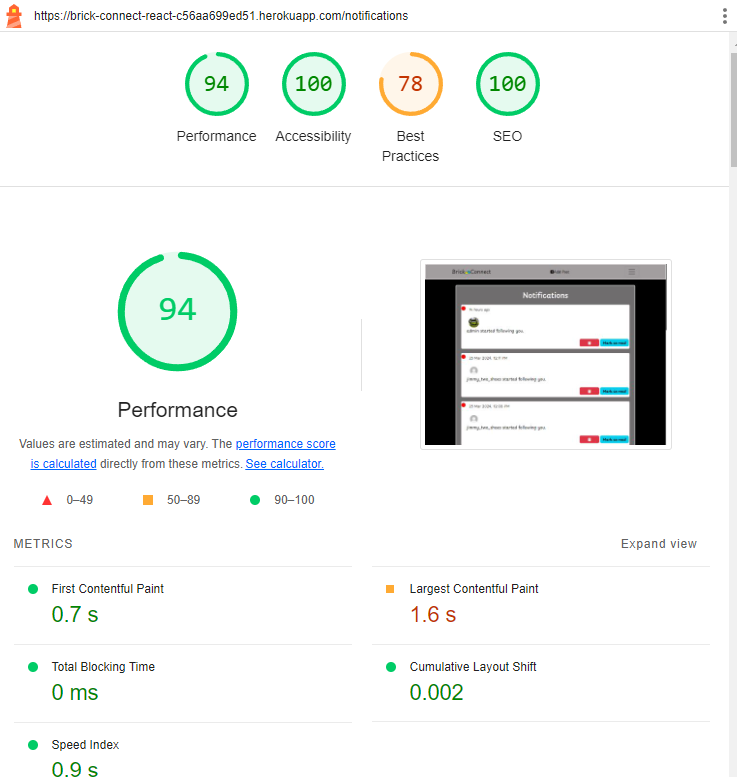 https://brick-connect-react-c56aa699ed51.herokuapp.com/notifications
94
100
78
100
Performance
Accessibility
Best
Practices
SEO
94
Performance
Values are estimated and may vary. The performance score
is calculated directly from these metrics. See calculator.
0–49
50–89
90–100
Notifications
admin started following you.
jimmy_two_shoes started following you.
jimmy_two_shoes started following you.
METRICS
Expand view
First Contentful Paint
0.7 s
Largest Contentful Paint
1.6 s
Total Blocking Time
0 ms
Cumulative Layout Shift
0.002
Speed Index
0.9 s